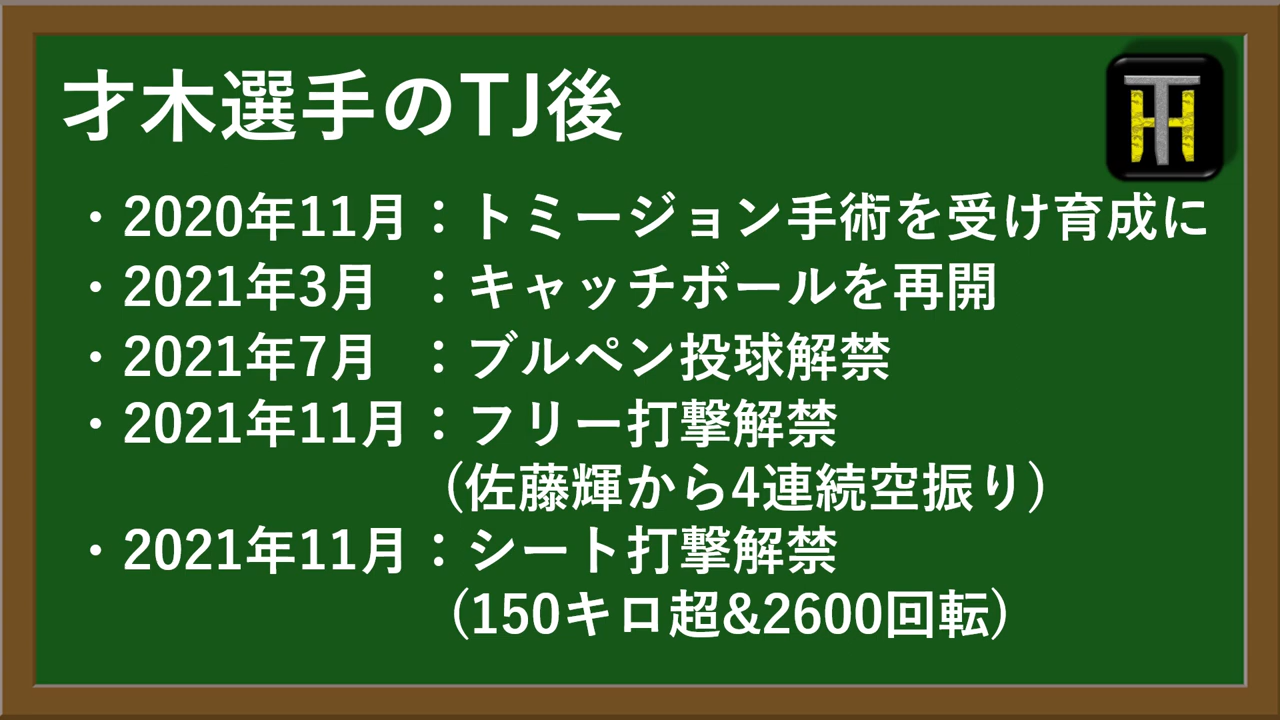 才木選手のTJ後
TH
・2020年11月：トミージョン手術を受け育成に
・2021年3月　：キャッチボールを再開
・2021年7月　：ブルペン投球解禁
・2021年11月：フリー打撃解禁
(佐藤輝から4連続空振り)
・2021年11月：シート打撃解禁
(150キロ超&2600回転)